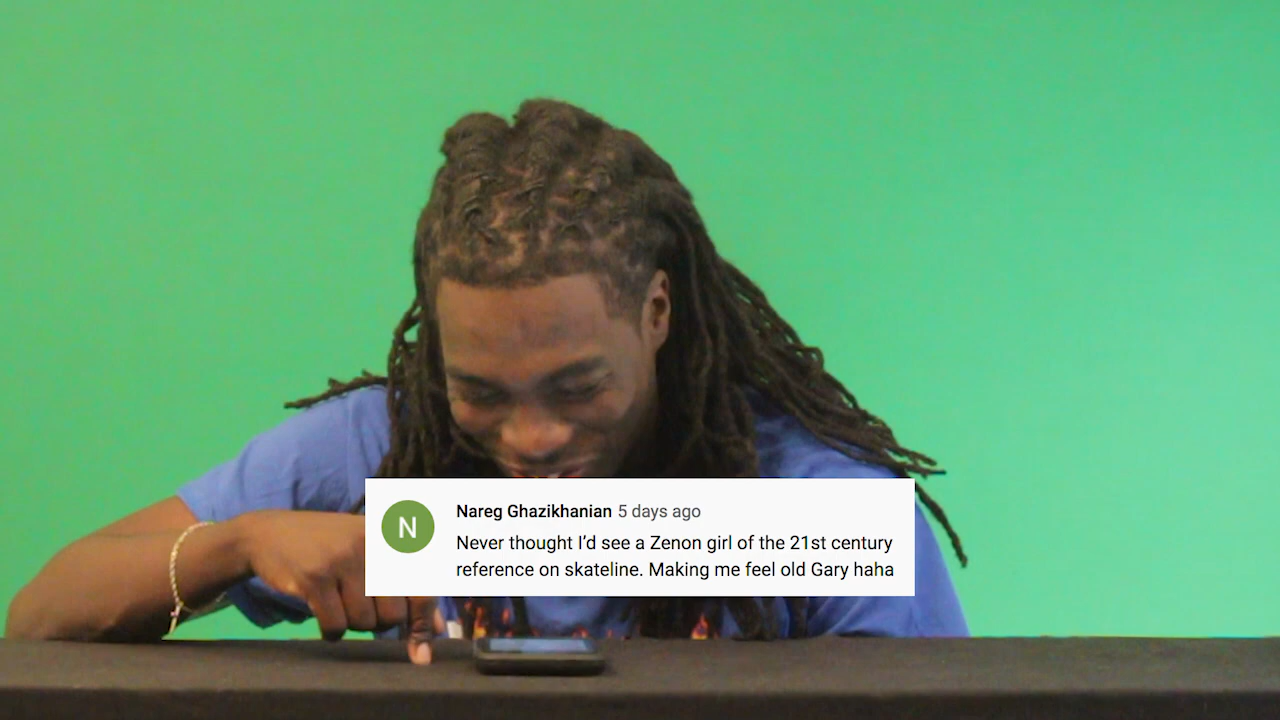 N
Nareg Ghazikhanian 5 days ago
Never thought I'd see a Zenon girl of the 21st century
reference on skateline. Making me feel old Gary haha